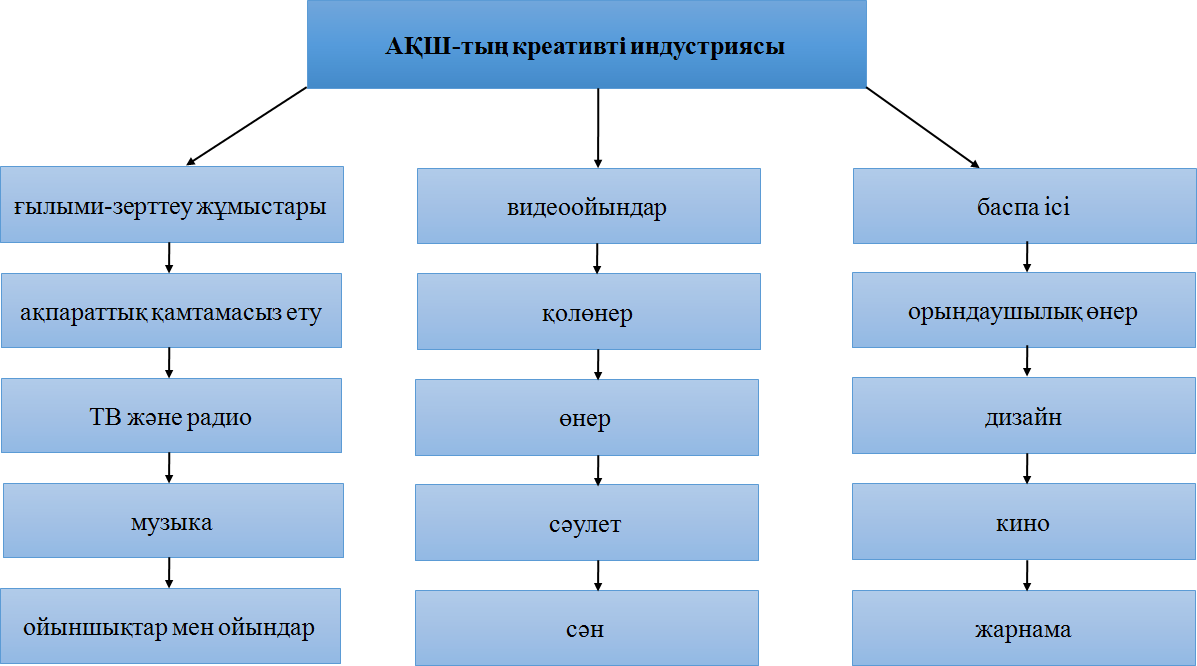 АҚШ-тың креативті индустриясы
ғылыми-зерттеу жұмыстары
ақпараттық қамтамасыз ету
ТВ және радио
музыка
ойыншықтар мен ойындар
видеоойындар
қолөнер
өнер
сәулет
сән
баспа ісі
орындаушылық өнер
дизайн
кино
жарнама